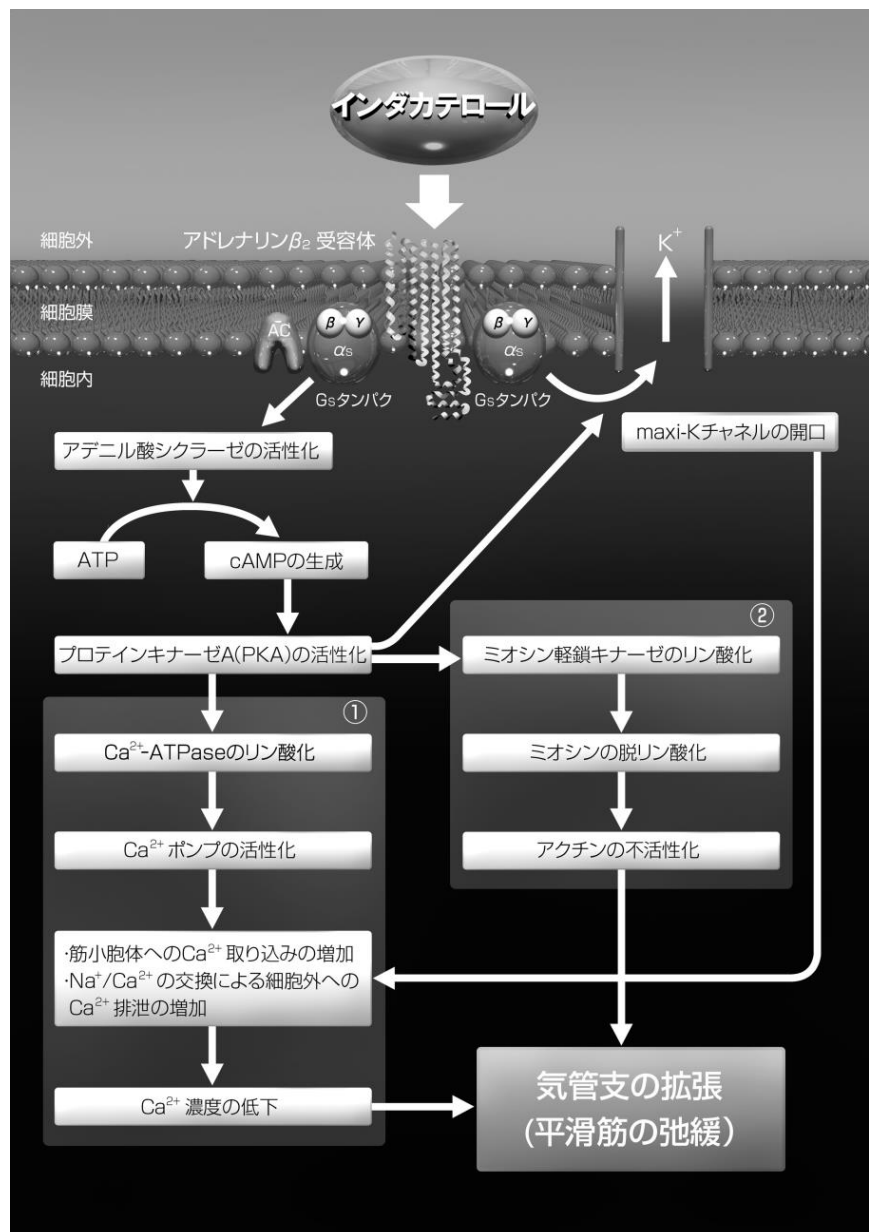 インダカテロール
細胞外
アドレナリンβ₂ 受容体
K⁺
細胞膜
AC
β γ
αs
β γ
αs
細胞内
Gsタンパク
Gsタンパク
maxi-Kチャネルの開口
アデニル酸シクラーゼの活性化
ATP
cAMPの生成
②
プロテインキナーゼA(PKA)の活性化
ミオシン軽鎖キナーゼのリン酸化
①
Ca²⁺-ATPaseのリン酸化
ミオシンの脱リン酸化
Ca²⁺ ポンプの活性化
アクチンの不活性化
・筋小胞体へのCa²⁺ 取り込みの増加
・Na⁺/Ca²⁺ の交換による細胞外への
Ca²⁺ 排泄の増加
Ca²⁺ 濃度の低下
気管支の拡張
(平滑筋の弛緩)